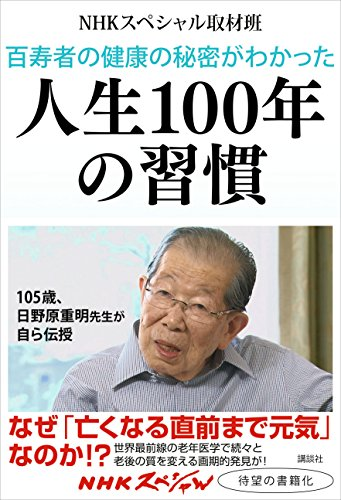 NHKスペシャル取材班
百寿者の健康の秘密がわかった
人生100年
の習慣
105歳、
日野原重明先生が
自ら伝授
なぜ「亡くなる直前まで元気」
なのか!?
世界最前線の老年医学で続々と
老後の質を変える画期的発見が!
講談社
NHKスペシャル
待望の書籍化